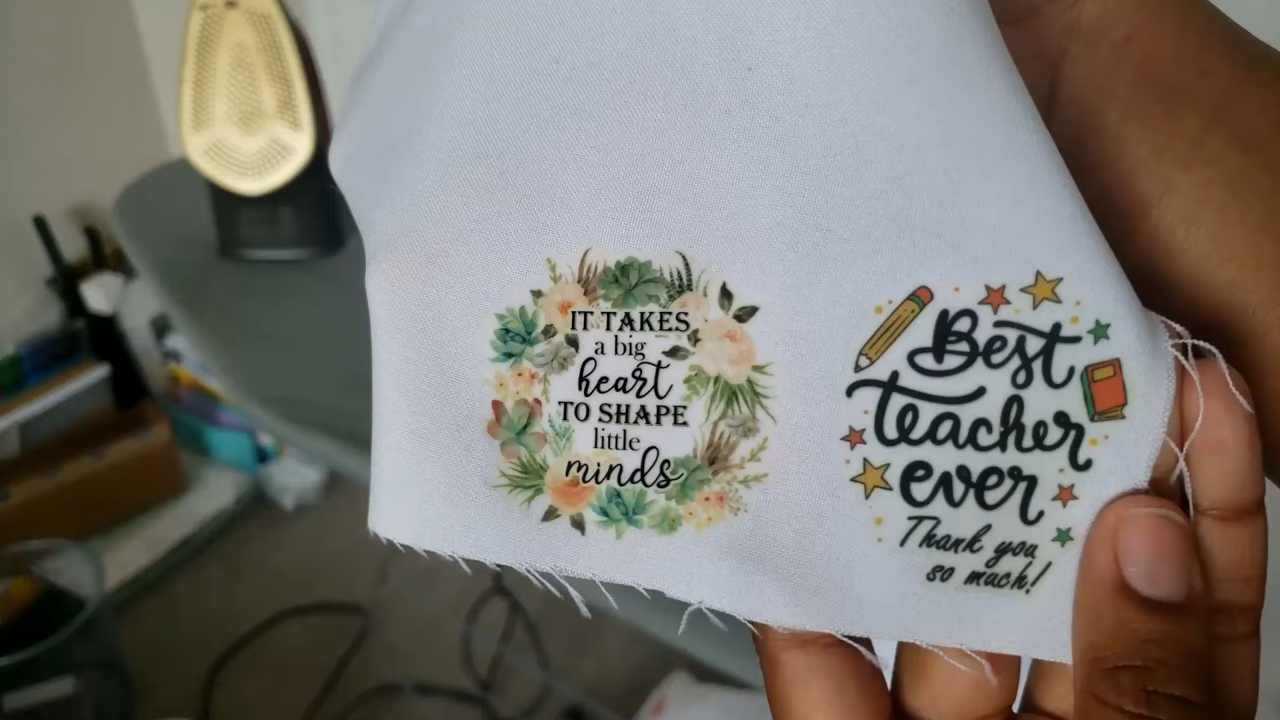 IT TAKES
a big
heart
TO SHAPE
little
minds
Best
teacher
ever
Thank you
so much!